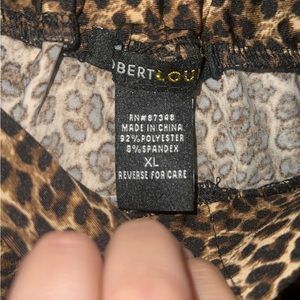 OBERT LOU
RN#87348
MADE IN CHINA
92% POLYESTER
8% SPANDEX
XL
REVERSE FOR CARE